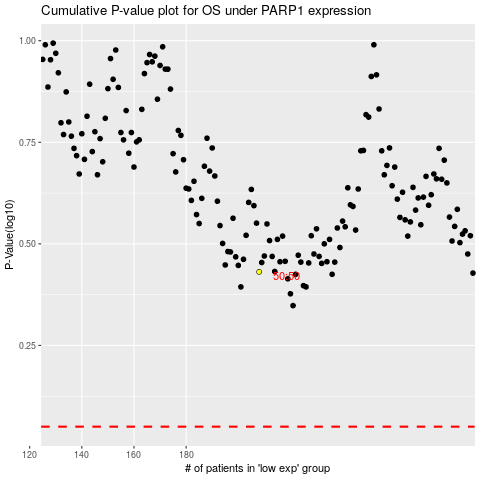 Cumulative P-value plot for OS under PARP1 expression
1.00
0.75
0.50
0.25
P-Value(log10)
50:50
120 140 160 180
# of patients in 'low exp' group